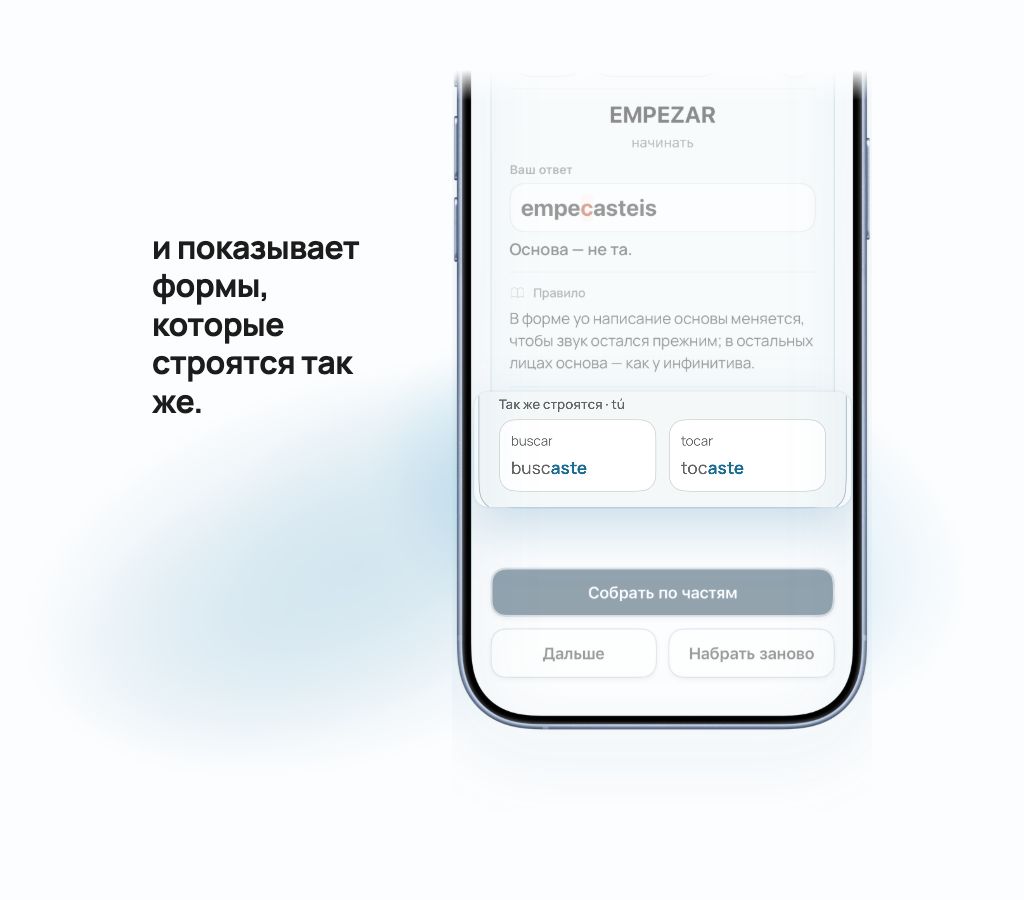 и показывает
формы,
которые
строятся так
же.
EMPEZAR
начинать
Ваш ответ
empecasteis
Основа — не та.
Правило
В форме yo написание основы меняется,
чтобы звук остался прежним; в остальных
лицах основа — как у инфинитива.
Так же строятся · tú
buscar
buscaste
tocar
tocaste
Собрать по частям
Дальше
Набрать заново